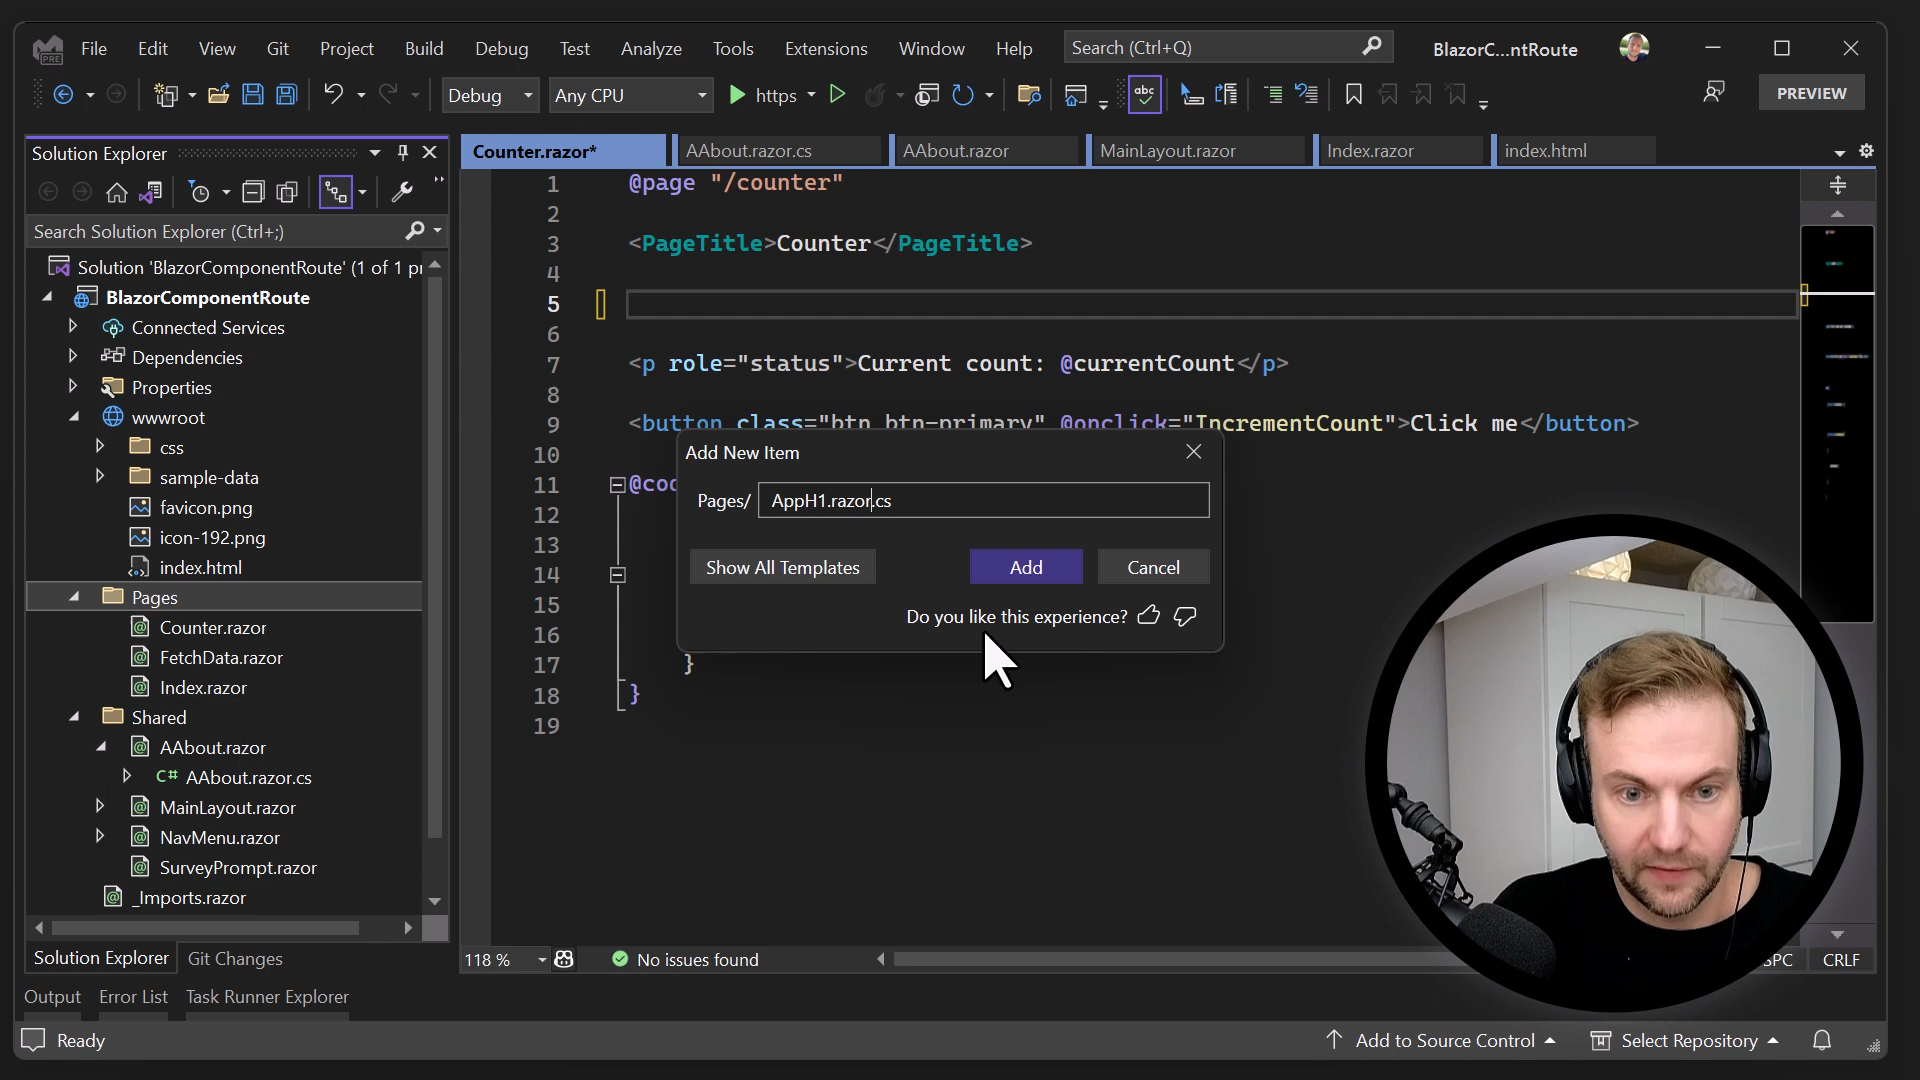 File Edit View Git Project Build Debug Test Analyze Tools Extensions Window Help Search (Ctrl+Q) BlazorC...ntRoute
PRE
Debug Any CPU https abc PREVIEW
Solution Explorer
Search Solution Explorer (Ctrl+;)
Solution 'BlazorComponentRoute' (1 of 1 pr
BlazorComponentRoute
Connected Services
Dependencies
Properties
wwwroot
css
sample-data
favicon.png
icon-192.png
index.html
Pages
Counter.razor
FetchData.razor
Index.razor
Shared
AAbout.razor
C# AAbout.razor.cs
MainLayout.razor
NavMenu.razor
SurveyPrompt.razor
_Imports.razor
Solution Explorer Git Changes
Output Error List Task Runner Explorer
Counter.razor* AAbout.razor.cs AAbout.razor MainLayout.razor Index.razor index.html
1 @page "/counter"
2
3 <PageTitle>Counter</PageTitle>
4
5
6
7 <p role="status">Current count: @currentCount</p>
8
9 <button class="btn btn-primary" @onclick="IncrementCount">Click me</button>
10
11 @cod
12
13
14
15
16
17 }
18 }
19
Add New Item
Pages/ AppH1.razor.cs
Show All Templates Add Cancel
Do you like this experience?
118 % No issues found SPC CRLF
Ready Add to Source Control Select Repository